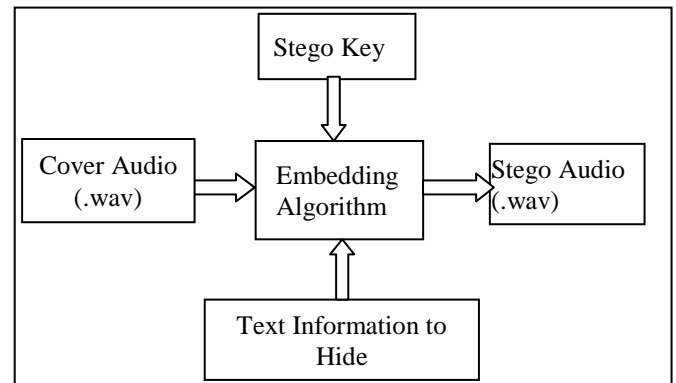 Stego Key
Cover Audio
(.wav)
Embedding
Algorithm
Stego Audio
(.wav)
Text Information to
Hide